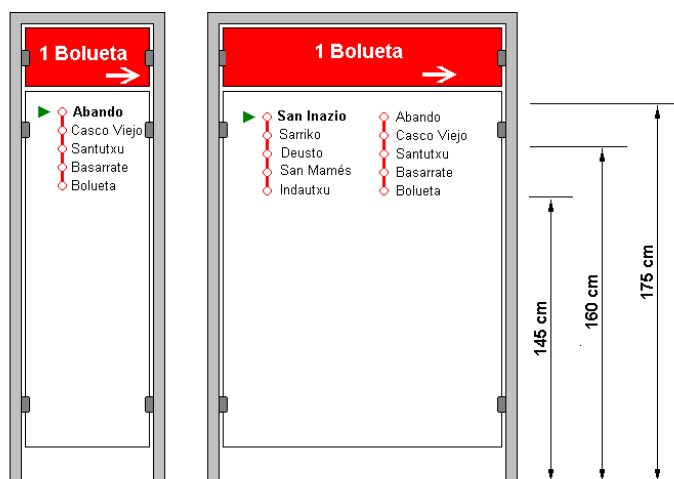 1 Bolueta
Abando
Casco Viejo
Santutxu
Basarrate
Bolueta
1 Bolueta
San Inazio
Sarriko
Deusto
San Mamés
Indautxu
Abando
Casco Viejo
Santutxu
Basarrate
Bolueta
145 cm
160 cm
175 cm